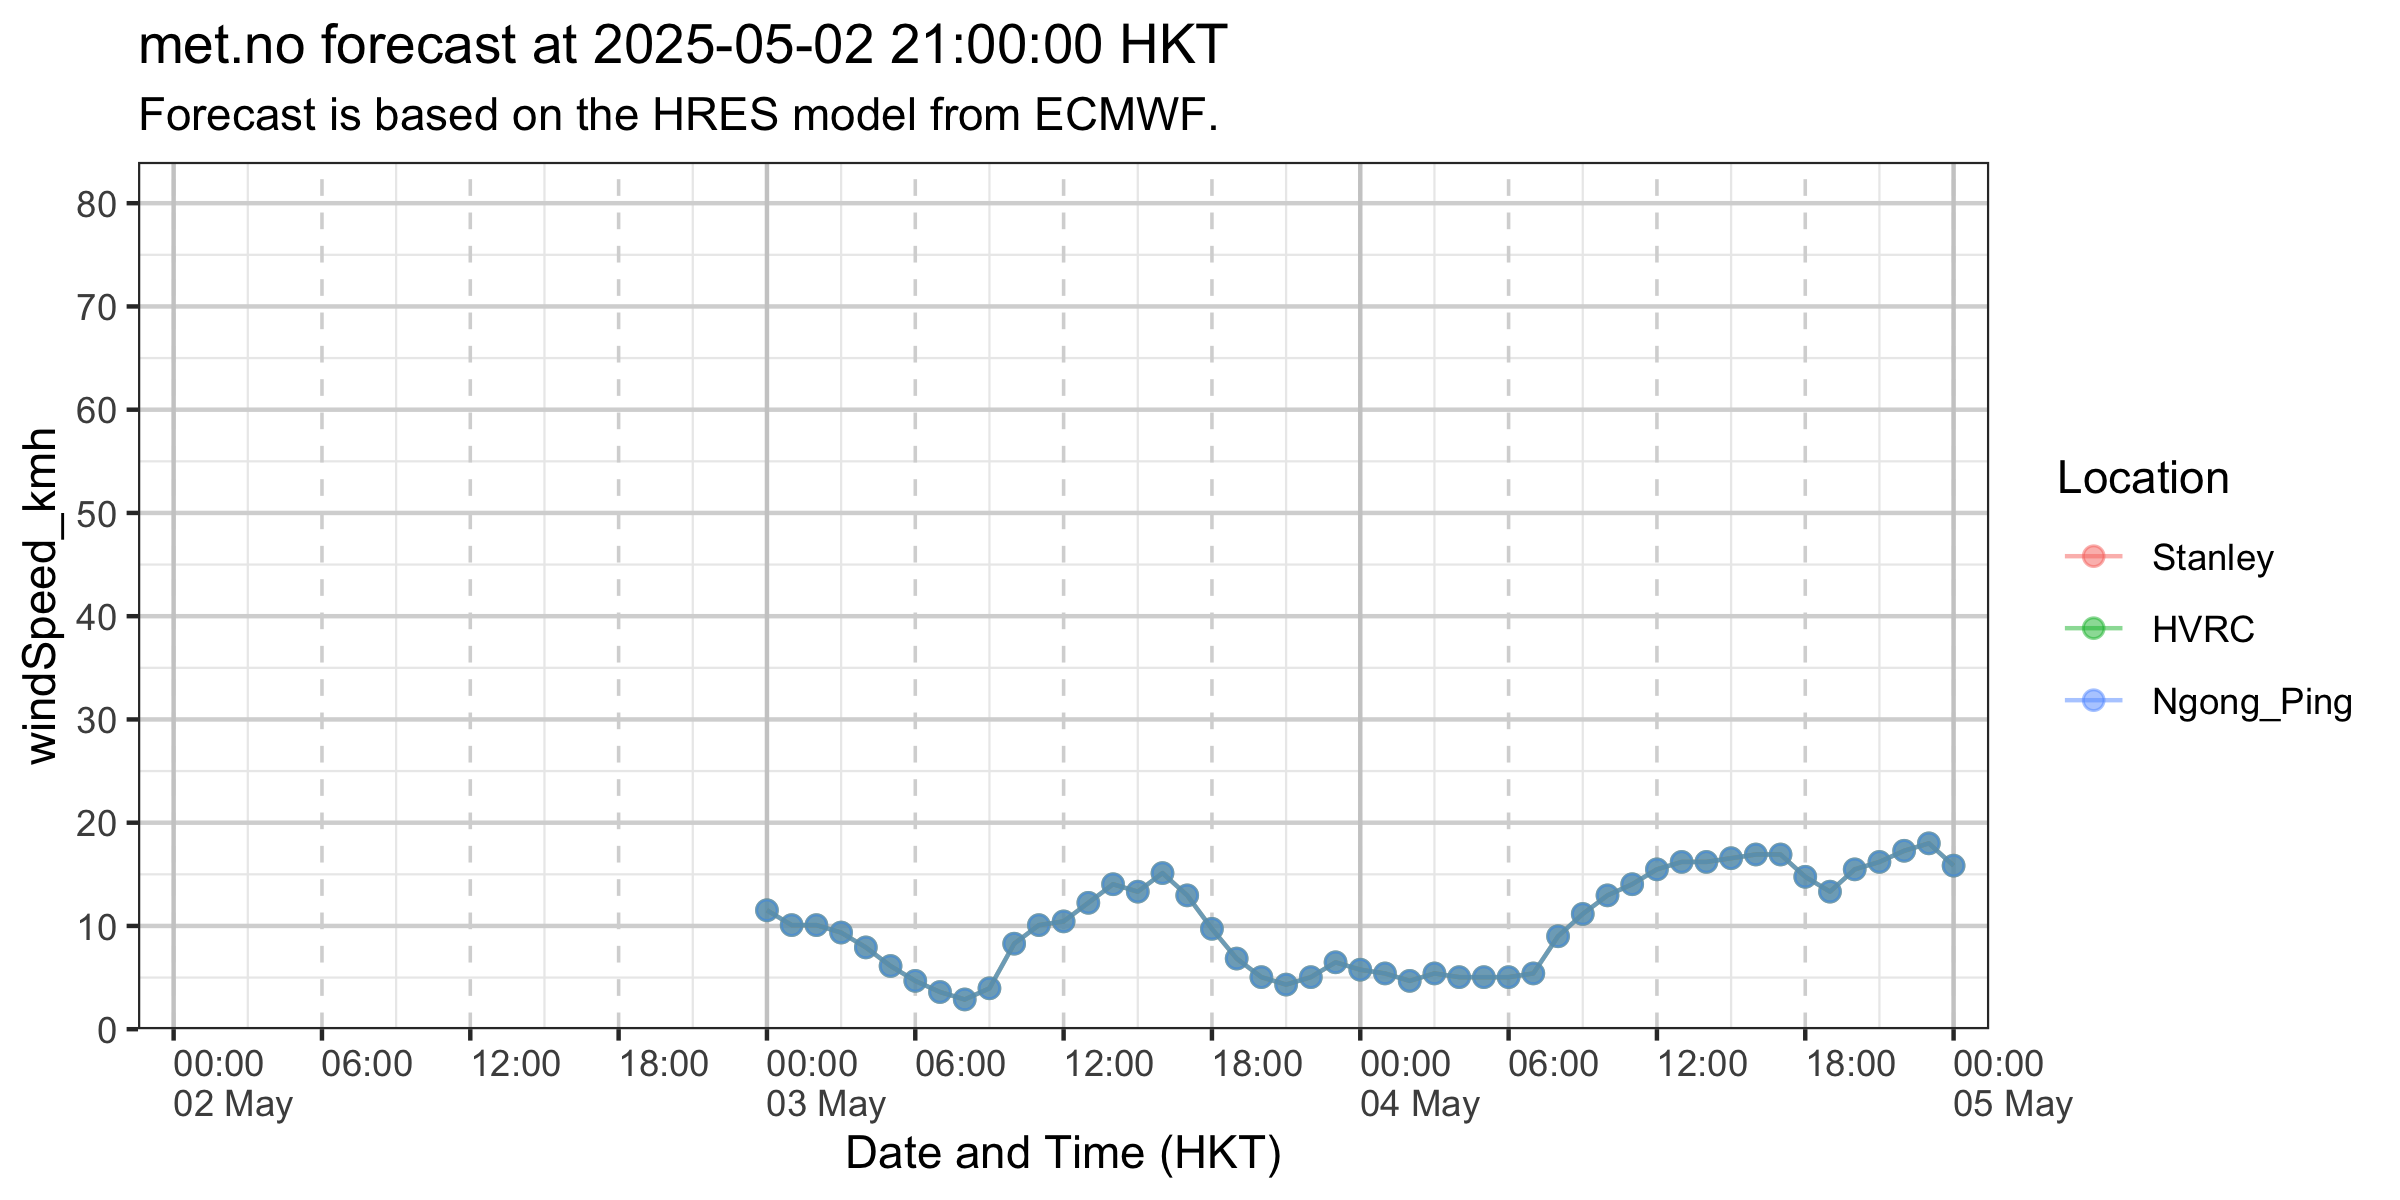 met.no forecast at 2025-05-02 21:00:00 HKT
Forecast is based on the HRES model from ECMWF.
windSpeed_kmh
80
70
60
50
40
30
20
10
0
00:00 06:00 12:00 18:00 00:00 06:00 12:00 18:00 00:00 06:00 12:00 18:00 00:00
02 May 03 May 04 May 05 May
Date and Time (HKT)
Location
Stanley
HVRC
Ngong_Ping